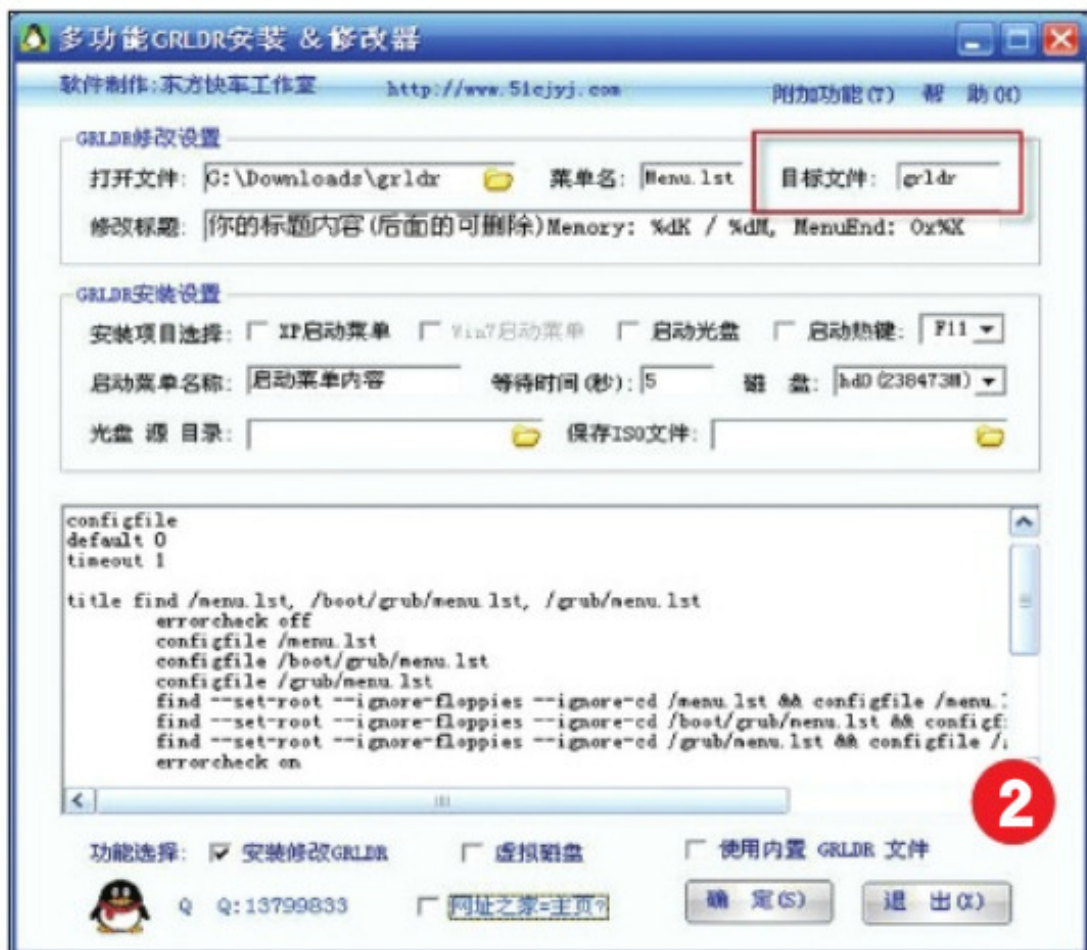 多功能GRLDR安装 &修改器
软件制作:东方快车工作室 http://www.51cjyj.com 附加功能(T) 帮 助(H)
GRLDR修改设置
打开文件: G:\Downloads\grldr 菜单名: Menu.lst 目标文件: grldr
修改标题: 你的标题内容(后面的可删除)Memory: %dK / %dM, MenuEnd: 0x%X
GRLDR安装设置
安装项目选择: XP启动菜单 Win7启动菜单 启动光盘 启动热键: F11
启动菜单名称: 启动菜单内容 等待时间(秒): 5 磁 盘: hd0(238473M)
光盘 源 目录: 保存ISO文件:
configfile
default 0
timeout 1
title find /menu.lst, /boot/grub/menu.lst, /grub/menu.lst
errorcheck off
configfile /menu.lst
configfile /boot/grub/menu.lst
configfile /grub/menu.lst
find --set-root --ignore-floppies --ignore-cd /menu.lst && configfile /menu.
find --set-root --ignore-floppies --ignore-cd /boot/grub/menu.lst && configf
find --set-root --ignore-floppies --ignore-cd /grub/menu.lst && configfile /
errorcheck on
2
功能选择: 安装修改GRLDR 虚拟磁盘 使用内置 GRLDR 文件
Q Q:13799833 网址之家=主页? 确 定(S) 退 出(X)